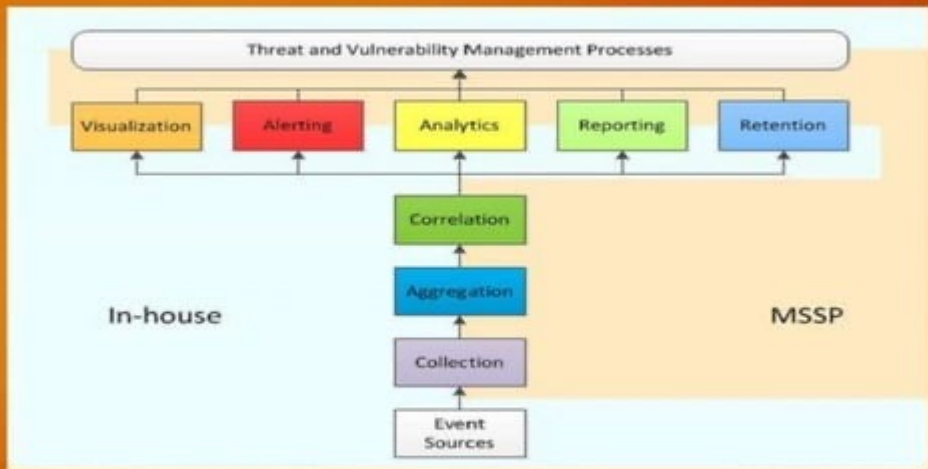 Threat and Vulnerability Management Processes
Visualization
Alerting
Analytics
Reporting
Retention
Correlation
Aggregation
In-house
MSSP
Collection
Event
Sources